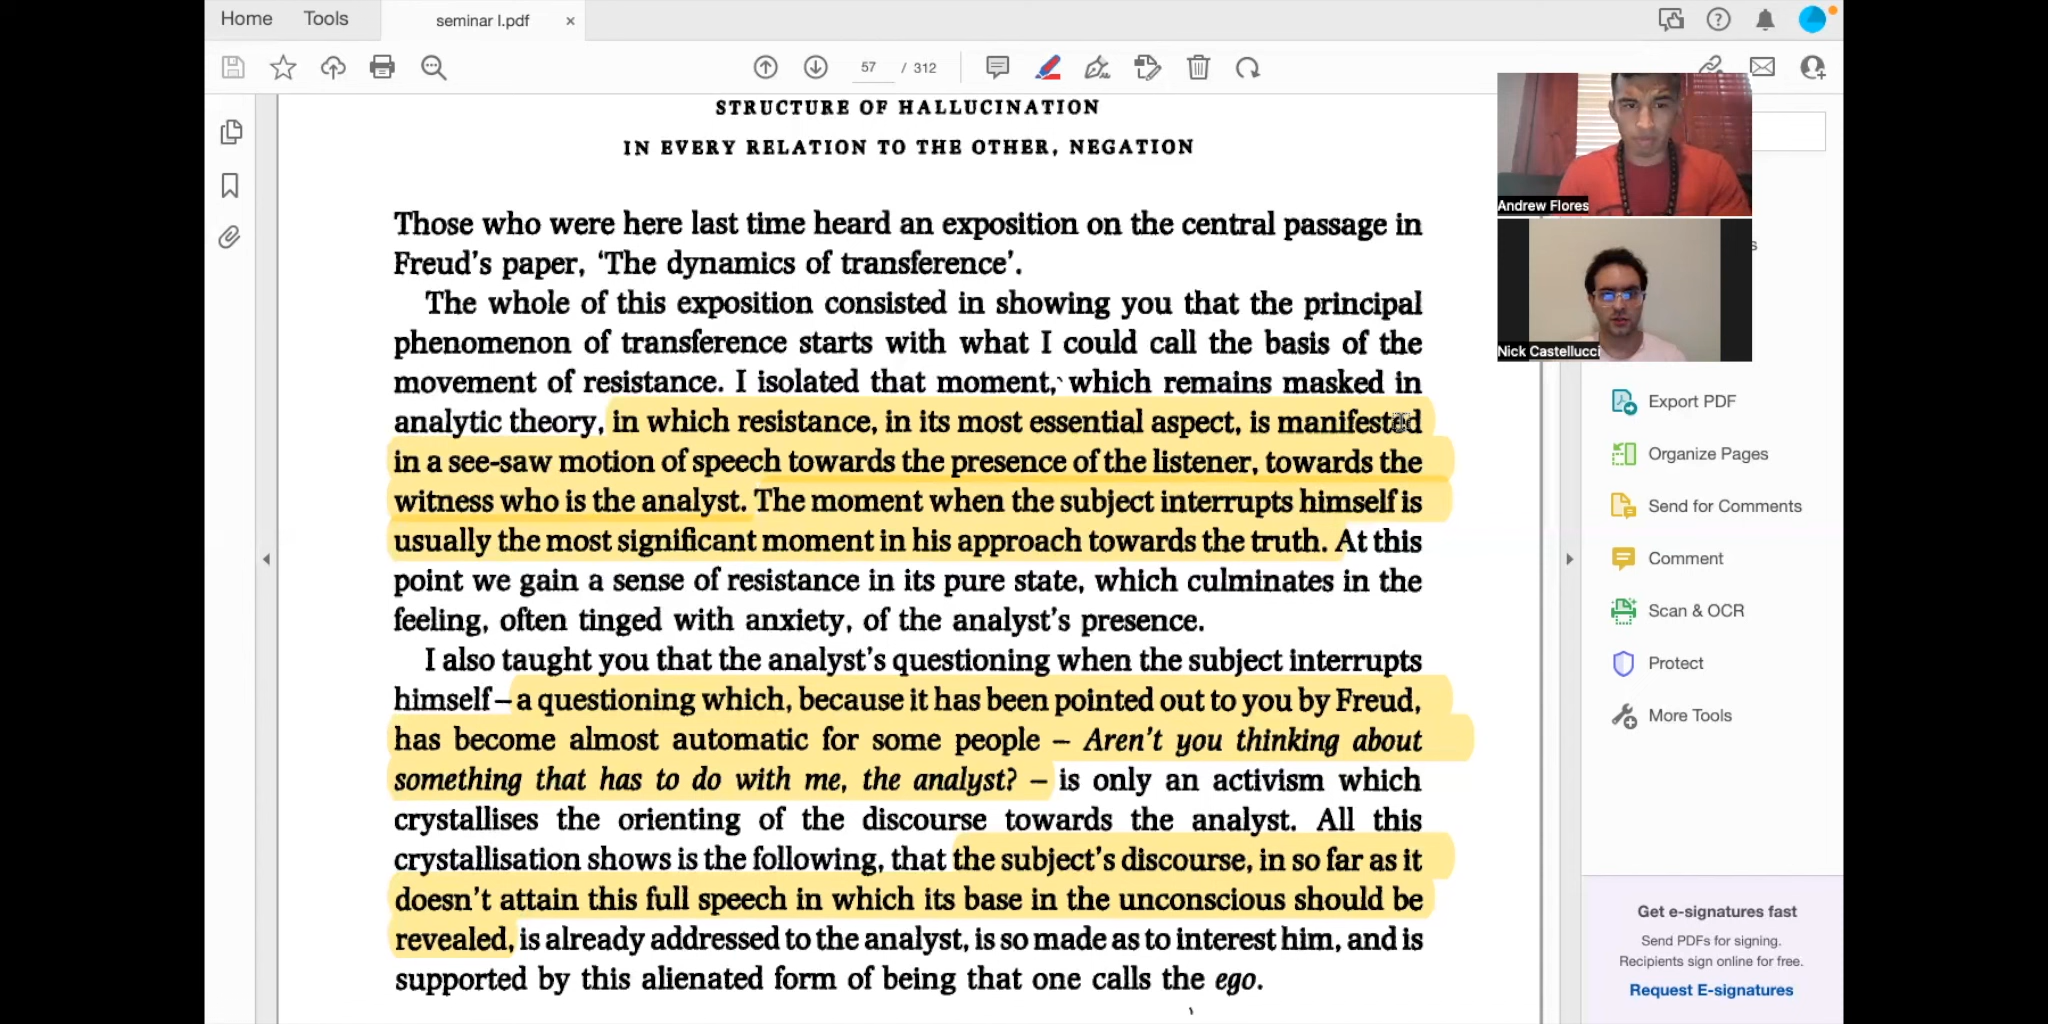 Home Tools seminar I.pdf ×
57 / 312
STRUCTURE OF HALLUCINATION
IN EVERY RELATION TO THE OTHER, NEGATION
Those who were here last time heard an exposition on the central passage in
Freud's paper, 'The dynamics of transference'.
The whole of this exposition consisted in showing you that the principal
phenomenon of transference starts with what I could call the basis of the
movement of resistance. I isolated that moment, which remains masked in
analytic theory, in which resistance, in its most essential aspect, is manifested
in a see-saw motion of speech towards the presence of the listener, towards the
witness who is the analyst. The moment when the subject interrupts himself is
usually the most significant moment in his approach towards the truth. At this
point we gain a sense of resistance in its pure state, which culminates in the
feeling, often tinged with anxiety, of the analyst's presence.
I also taught you that the analyst's questioning when the subject interrupts
himself – a questioning which, because it has been pointed out to you by Freud,
has become almost automatic for some people – Aren't you thinking about
something that has to do with me, the analyst? – is only an activism which
crystallises the orienting of the discourse towards the analyst. All this
crystallisation shows is the following, that the subject's discourse, in so far as it
doesn't attain this full speech in which its base in the unconscious should be
revealed, is already addressed to the analyst, is so made as to interest him, and is
supported by this alienated form of being that one calls the ego.
Andrew Flores
Nick Castellucci
Export PDF
Organize Pages
Send for Comments
Comment
Scan & OCR
Protect
More Tools
Get e-signatures fast
Send PDFs for signing.
Recipients sign online for free.
Request E-signatures